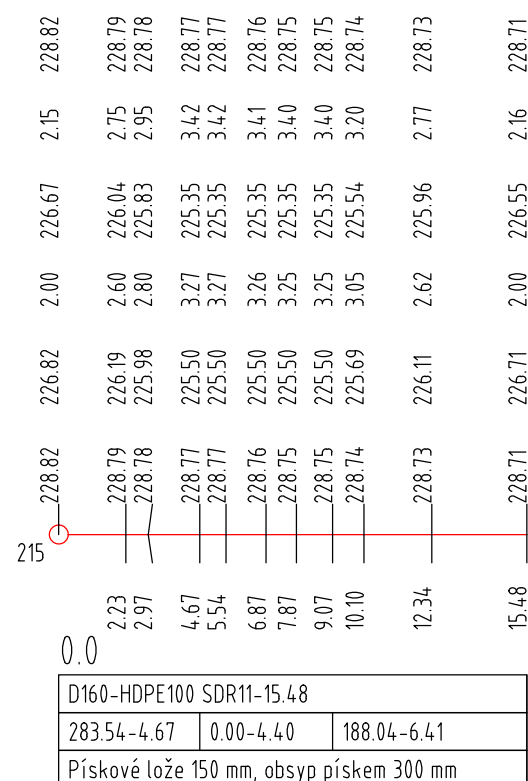 228.82 228.79 228.78 228.77 228.77 228.76 228.75 228.75 228.74 228.73 228.71
2.15 2.75 2.95 3.42 3.42 3.41 3.40 3.40 3.20 2.77 2.16
226.67 226.04 225.83 225.35 225.35 225.35 225.35 225.35 225.54 225.96 226.55
2.00 2.60 2.80 3.27 3.27 3.26 3.25 3.25 3.05 2.62 2.00
226.82 226.19 225.98 225.50 225.50 225.50 225.50 225.50 225.69 226.11 226.71
228.82 228.79 228.78 228.77 228.77 228.76 228.75 228.75 228.74 228.73 228.71
215
2.23 2.97 4.67 5.54 6.87 7.87 9.07 10.10 12.34 15.48
0.0
D160-HDPE100 SDR11-15.48
283.54-4.67 0.00-4.40 188.04-6.41
Pískové lože 150 mm, obsyp pískem 300 mm